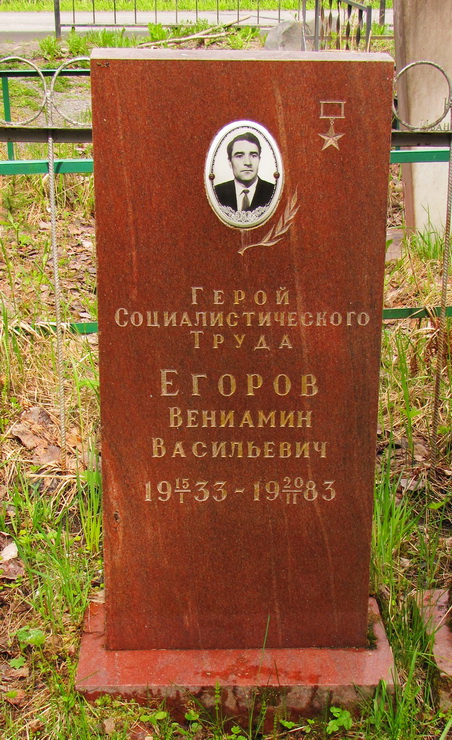 Герой
Социалистического
Труда
Егоров
Вениамин
Васильевич
19 15/I 33 - 19 20/II 83